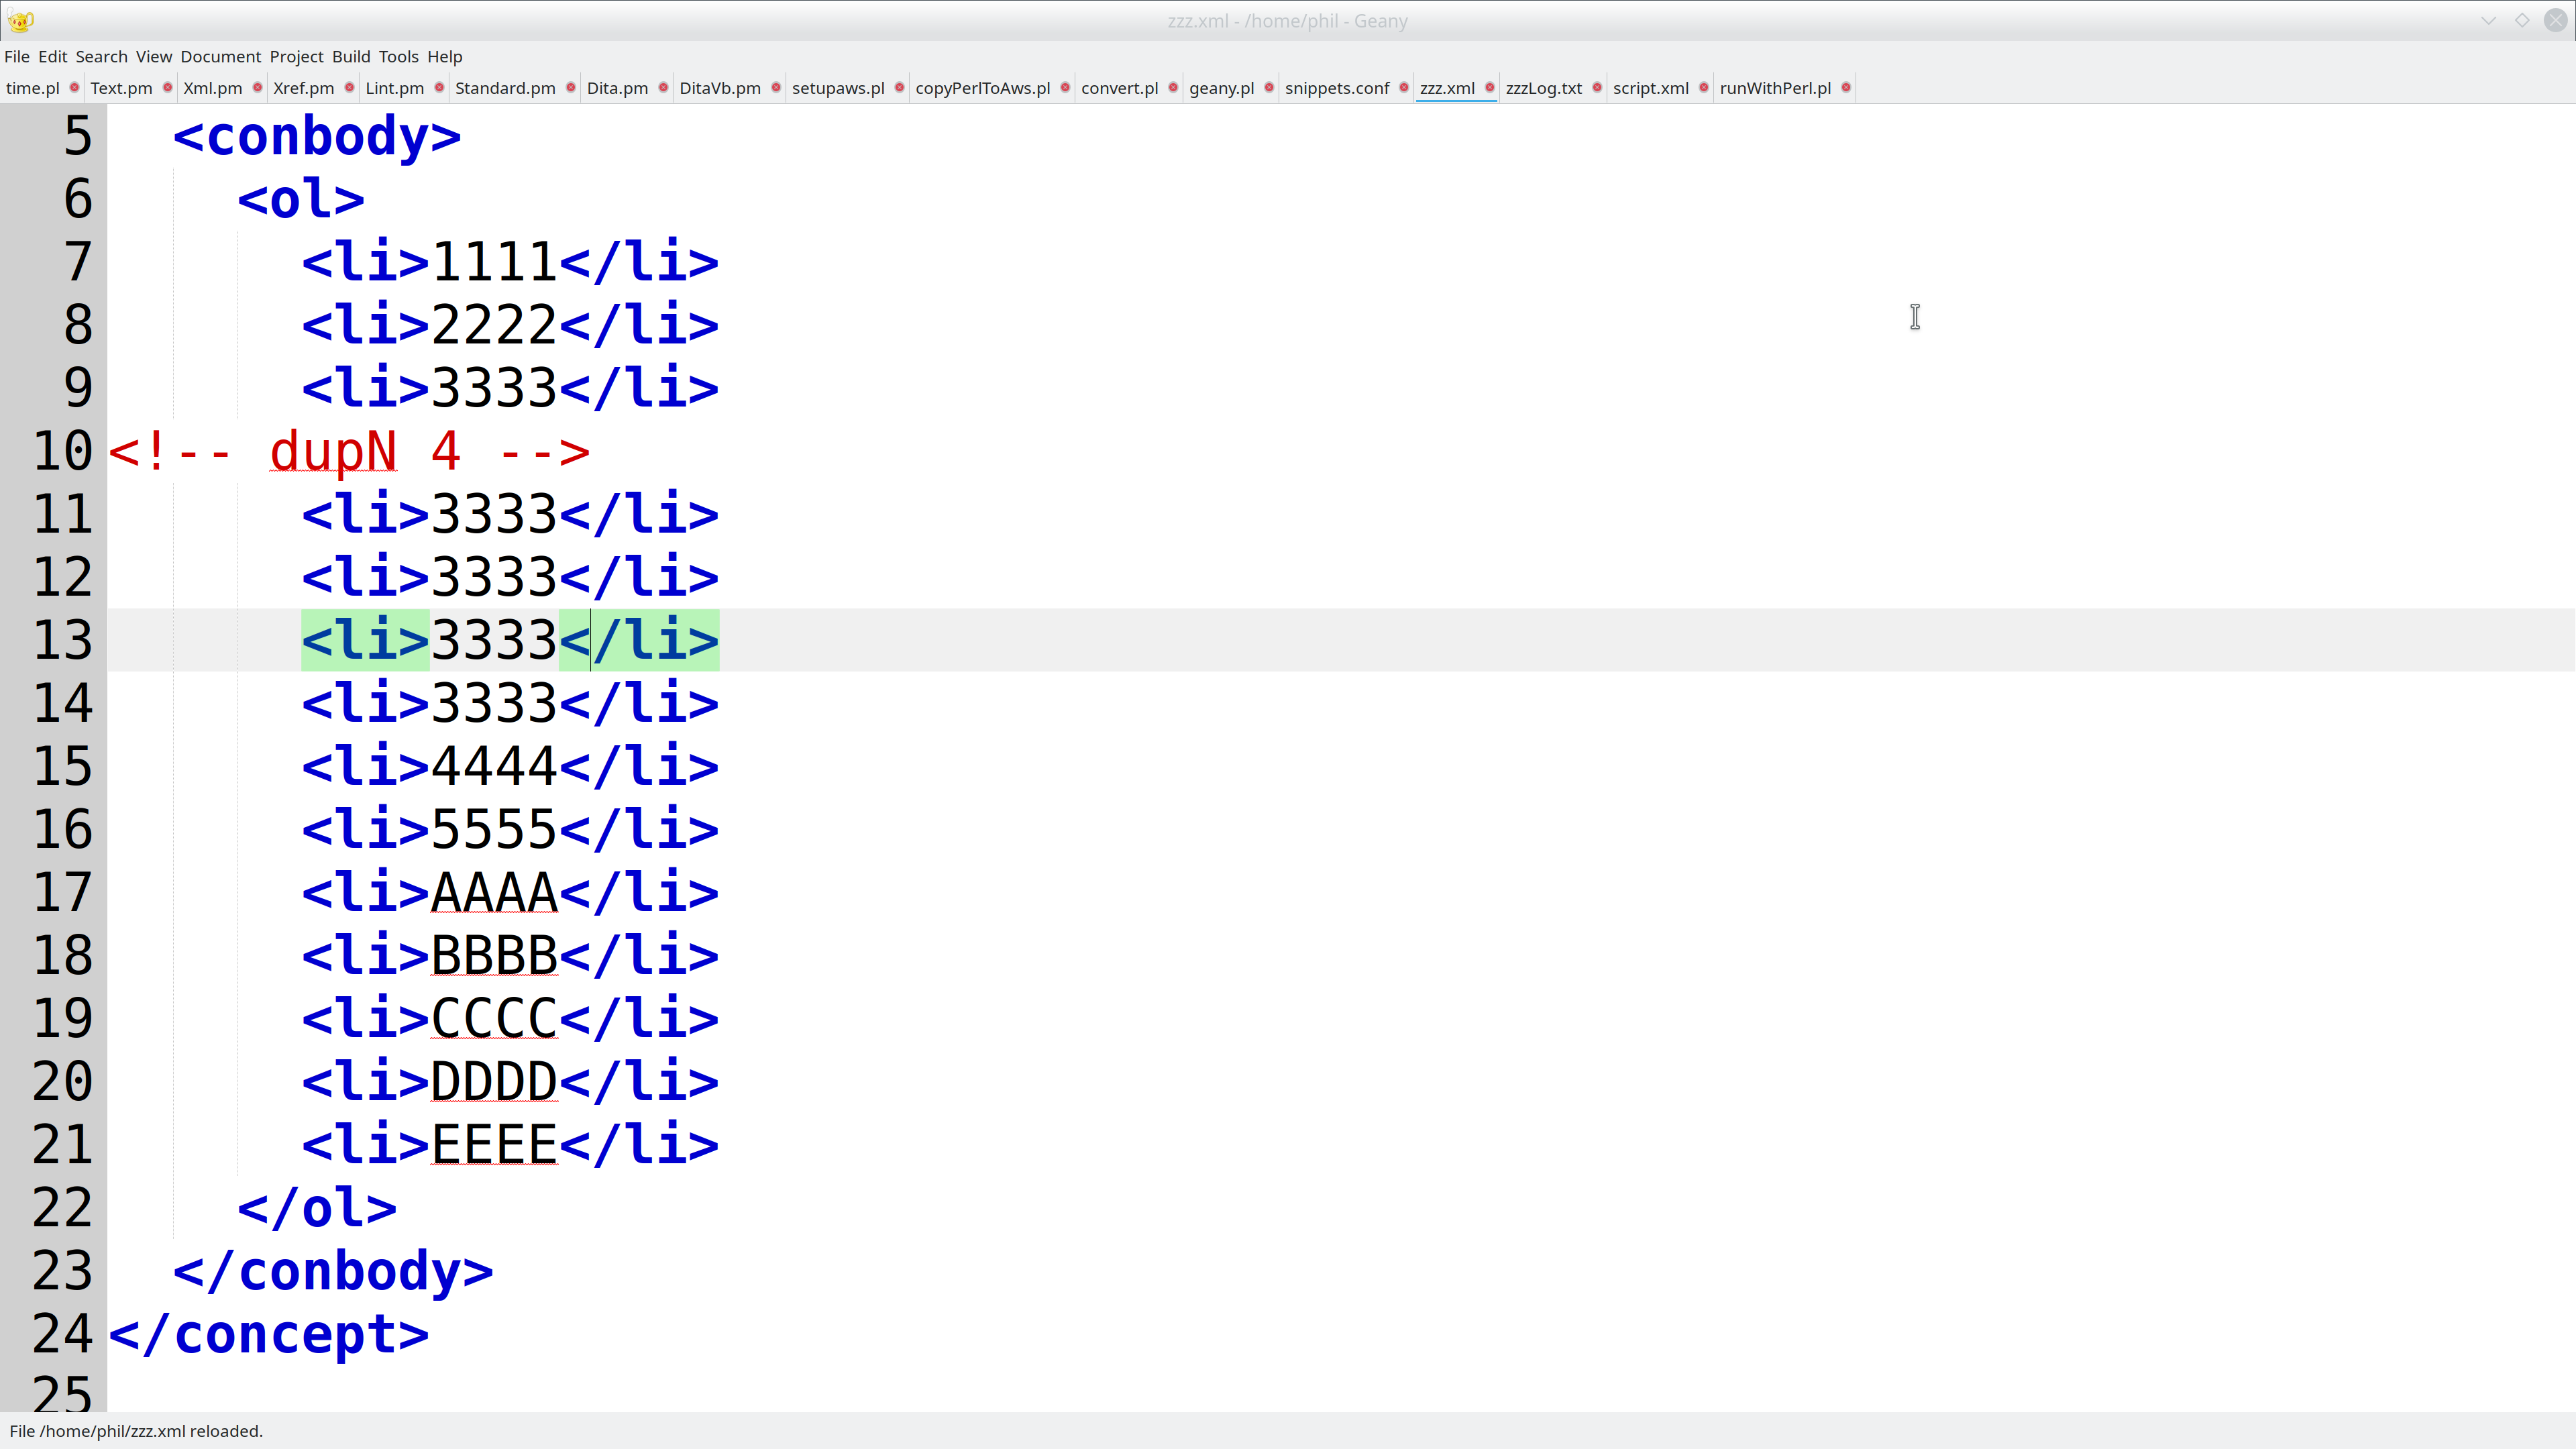 zzz.xml - /home/phil - Geany
File Edit Search View Document Project Build Tools Help
time.pl Text.pm Xml.pm Xref.pm Lint.pm Standard.pm Dita.pm DitaVb.pm setupaws.pl copyPerlToAws.pl convert.pl geany.pl snippets.conf zzz.xml zzzLog.txt script.xml runWithPerl.pl
5 <conbody>
6 <ol>
7 <li>1111</li>
8 <li>2222</li>
9 <li>3333</li>
10 <!-- dupN 4 -->
11 <li>3333</li>
12 <li>3333</li>
13 <li>3333</li>
14 <li>3333</li>
15 <li>4444</li>
16 <li>5555</li>
17 <li>AAAA</li>
18 <li>BBBB</li>
19 <li>CCCC</li>
20 <li>DDDD</li>
21 <li>EEEE</li>
22 </ol>
23 </conbody>
24 </concept>
25
File /home/phil/zzz.xml reloaded.